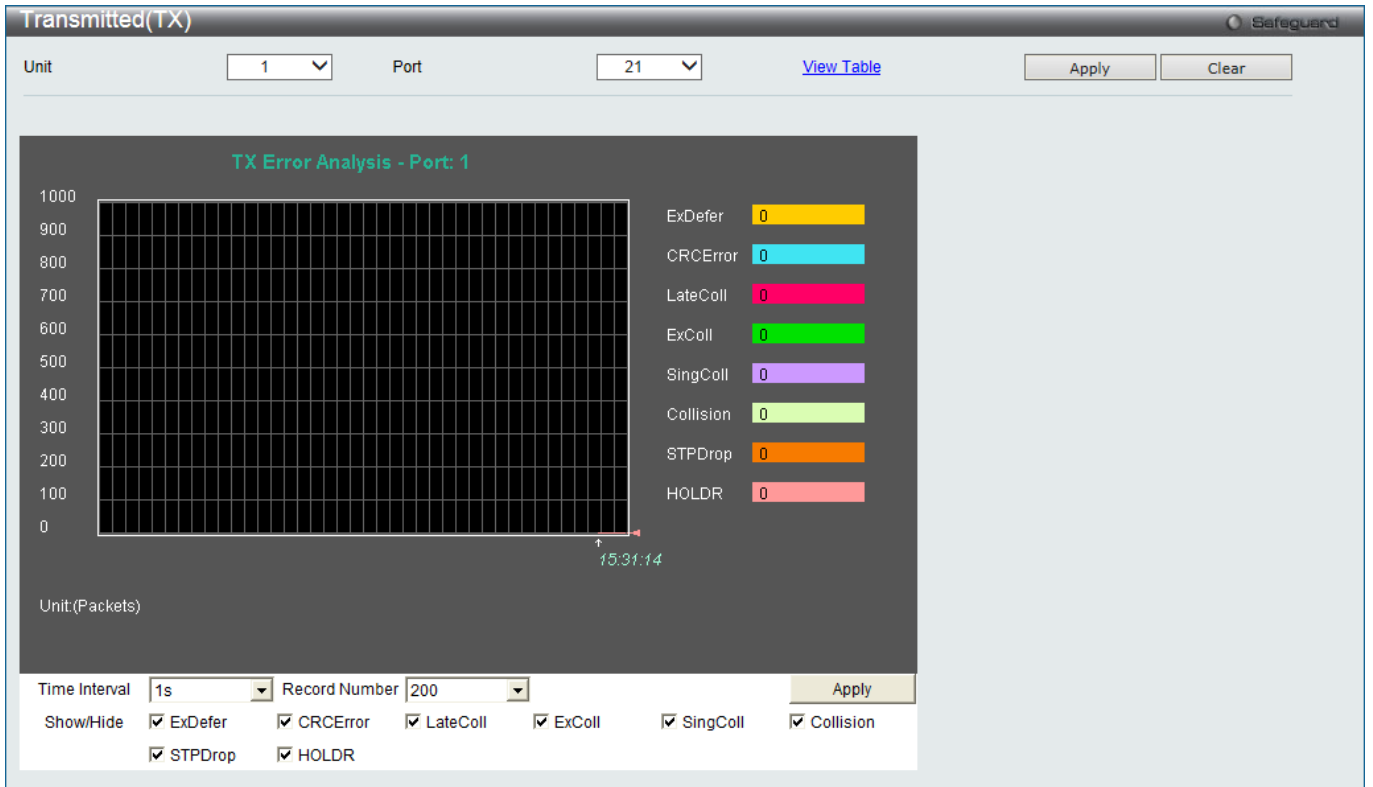 Transmitted(TX)
Safeguard
Unit 1 Port 21 View Table Apply Clear
TX Error Analysis - Port: 1
1000
900
800
700
600
500
400
300
200
100
0
15:31:14
ExDefer 0
CRCError 0
LateColl 0
ExColl 0
SingColl 0
Collision 0
STPDrop 0
HOLDR 0
Unit:(Packets)
Time Interval 1s Record Number 200 Apply
Show/Hide ExDefer CRCError LateColl ExColl SingColl Collision
STPDrop HOLDR